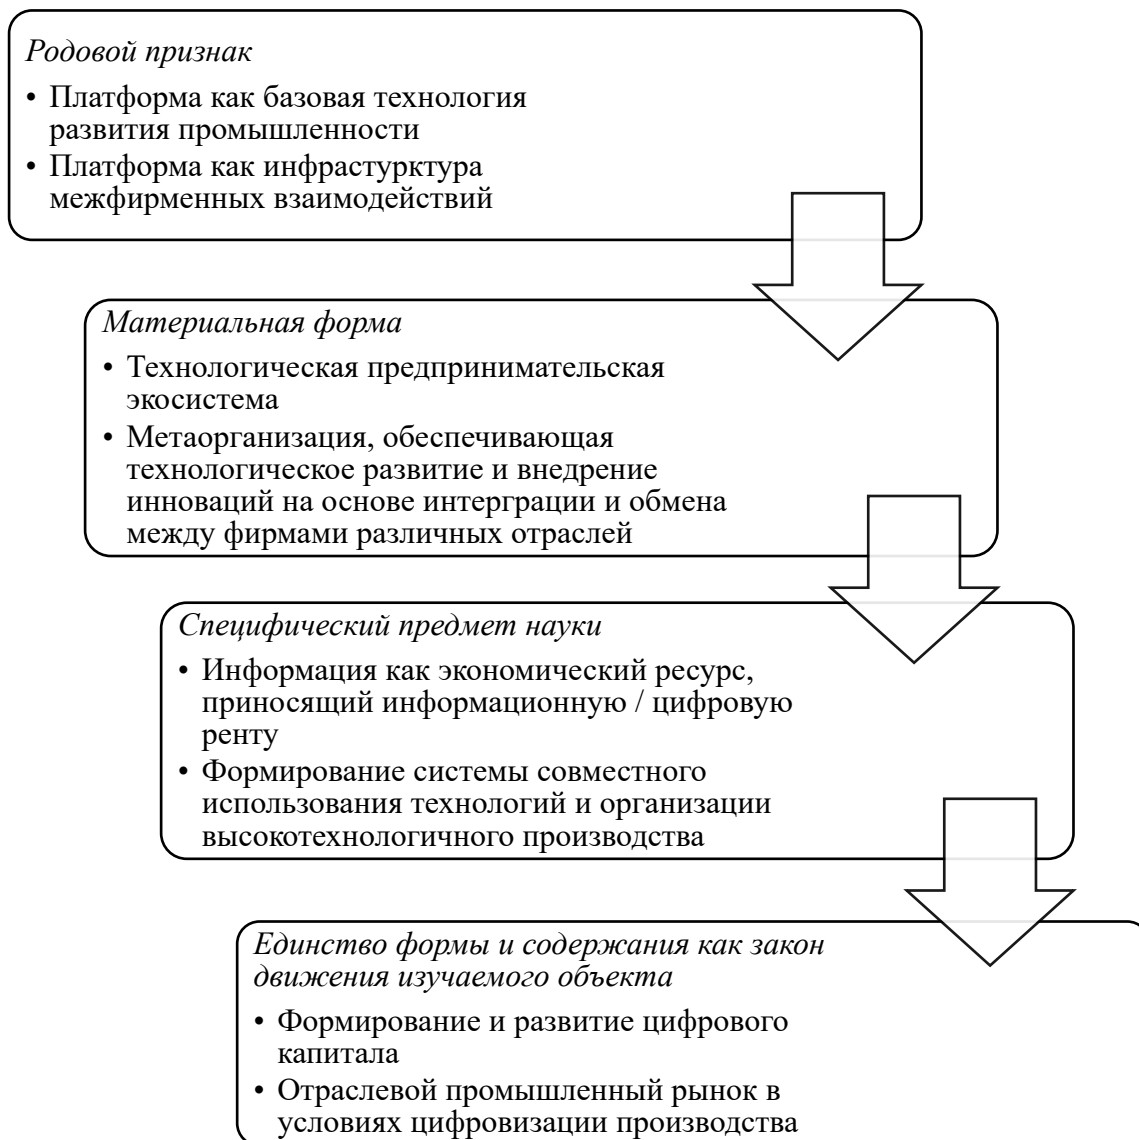 Родовой признак
• Платформа как базовая технология
развития промышленности
• Платформа как инфрастурктура
межфирменных взаимодействий
Материальная форма
• Технологическая предпринимательская
экосистема
• Метаорганизация, обеспечивающая
технологическое развитие и внедрение
инноваций на основе интерграции и обмена
между фирмами различных отраслей
Специфический предмет науки
• Информация как экономический ресурс,
приносящий информационную / цифровую
ренту
• Формирование системы совместного
использования технологий и организации
высокотехнологичного производства
Единство формы и содержания как закон
движения изучаемого объекта
• Формирование и развитие цифрового
капитала
• Отраслевой промышленный рынок в
условиях цифровизации производства